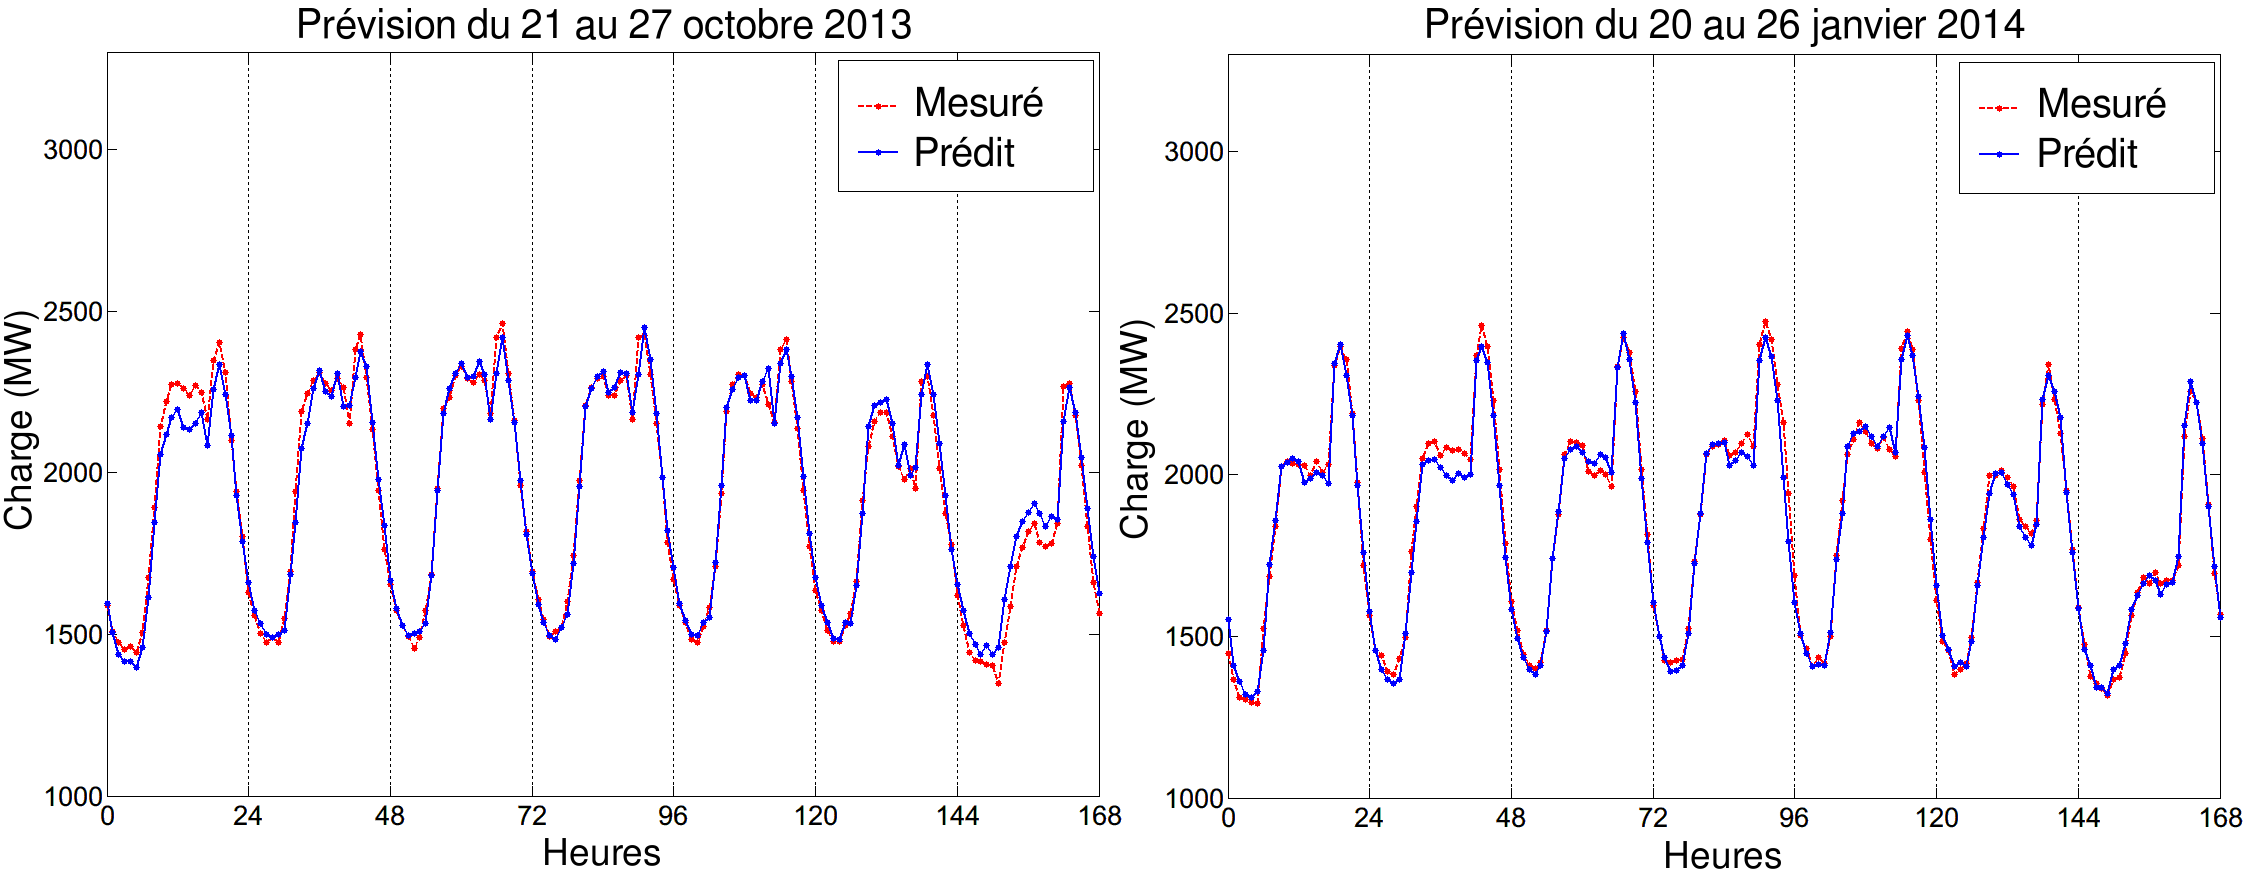 Prévision du 21 au 27 octobre 2013
Mesuré
Prédit
3000
2500
2000
1500
1000
Charge (MW)
0 24 48 72 96 120 144 168
Heures
Prévision du 20 au 26 janvier 2014
Mesuré
Prédit
3000
2500
2000
1500
1000
Charge (MW)
0 24 48 72 96 120 144 168
Heures